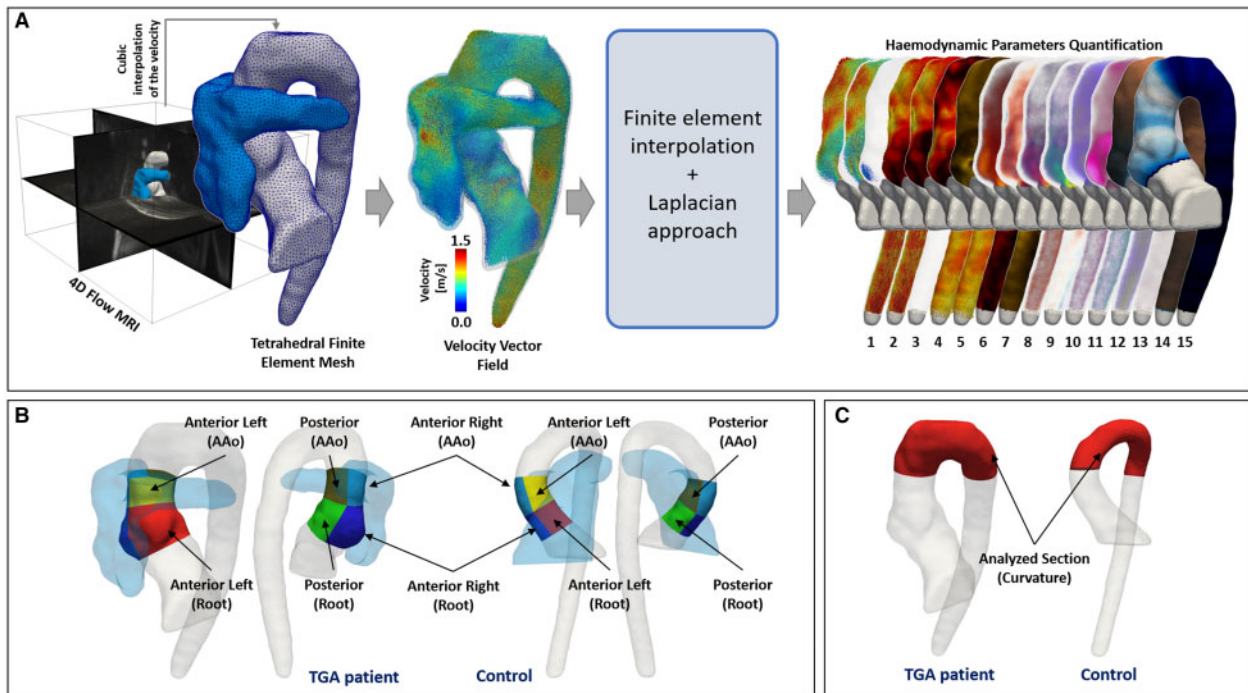 A
Cubic
interpolation
of the velocity
4D Flow MRI
Tetrahedral Finite
Element Mesh
Velocity
[m/s]
1.5
0.0
Velocity Vector
Field
Finite element
interpolation
+
Laplacian
approach
Haemodynamic Parameters Quantification
1 2 3 4 5 6 7 8 9 10 11 12 13 14 15
B
Anterior Left
(AAo)
Posterior
(AAo)
Anterior Right
(AAo)
Anterior Left
(AAo)
Posterior
(AAo)
Anterior Left
(Root)
Posterior
(Root)
Anterior Right
(Root)
Anterior Left
(Root)
Posterior
(Root)
TGA patient
Control
C
Analyzed Section
(Curvature)
TGA patient
Control